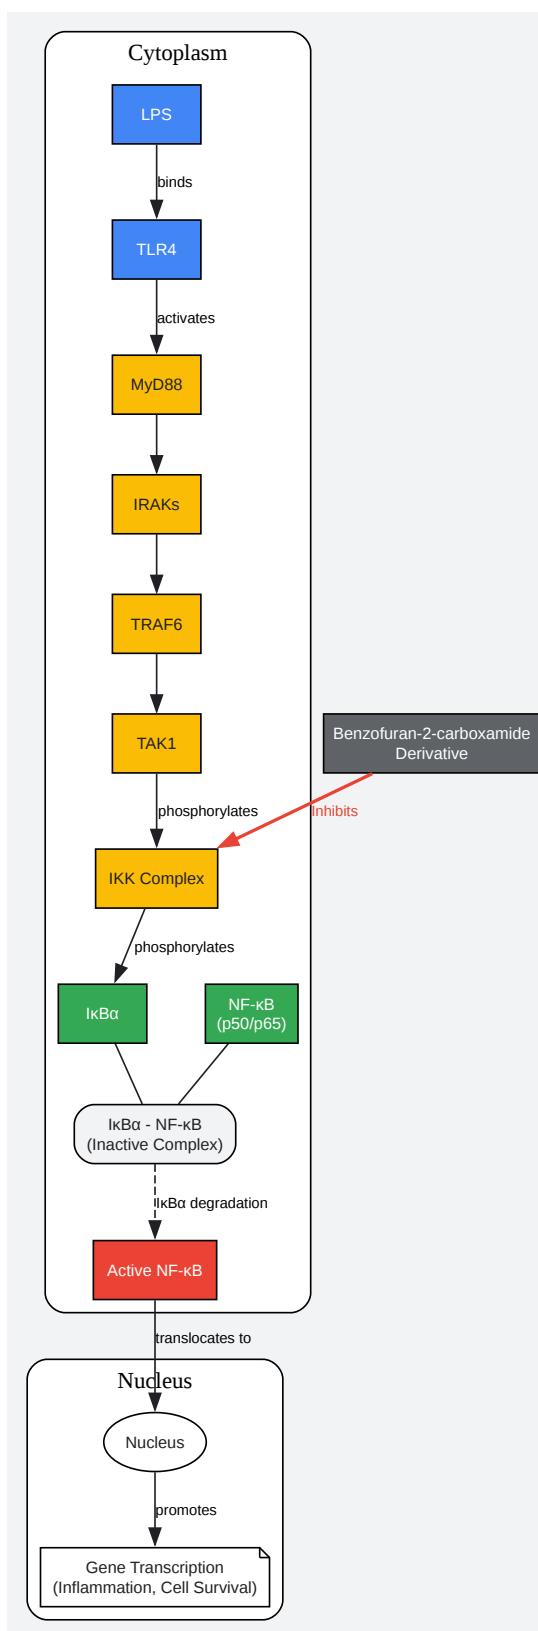 Cytoplasm
LPS
binds
TLR4
activates
MyD88
IRAKs
TRAF6
TAK1
Benzofuran-2-carboxamide
Derivative
phosphorylates
Inhibits
IKK Complex
phosphorylates
IκBα
NF-κB
(p50/p65)
IκBα - NF-κB
(Inactive Complex)
IκBα degradation
Active NF-κB
translocates to
Nucleus
Nucleus
promotes
Gene Transcription
(Inflammation, Cell Survival)